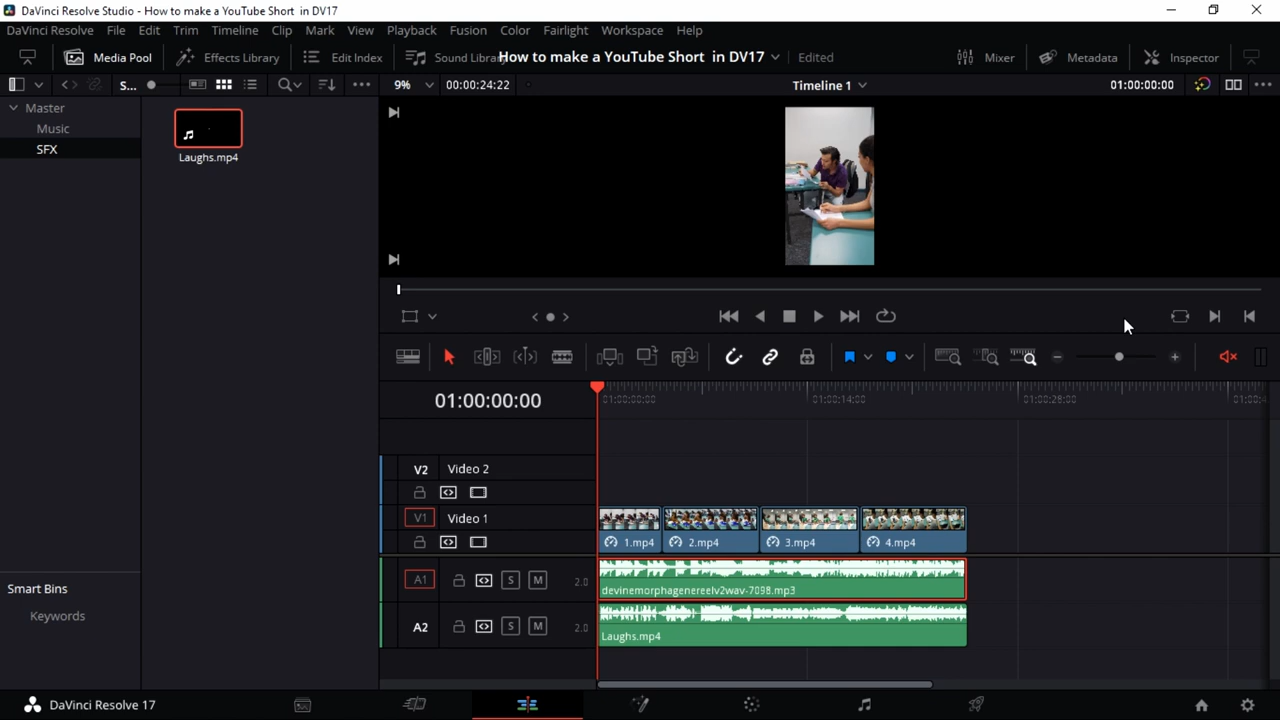 DaVinci Resolve Studio - How to make a YouTube Short in DV17
DaVinci Resolve File Edit Trim Timeline Clip Mark View Playback Fusion Color Fairlight Workspace Help
Media Pool Effects Library Edit Index Sound Libra How to make a YouTube Short in DV17 Edited Mixer Metadata Inspector
S... 9% 00:00:24:22 Timeline 1 01:00:00:00
Master
Music
SFX
Laughs.mp4
01:00:00:00
01:00:00:00 01:00:14:00 01:00:28:00 01:00:4
V2 Video 2
V1 Video 1
1.mp4 2.mp4 3.mp4 4.mp4
A1 S M 2.0
devinemorphagenereelv2wav-7098.mp3
A2 S M 2.0
Laughs.mp4
Smart Bins
Keywords
DaVinci Resolve 17